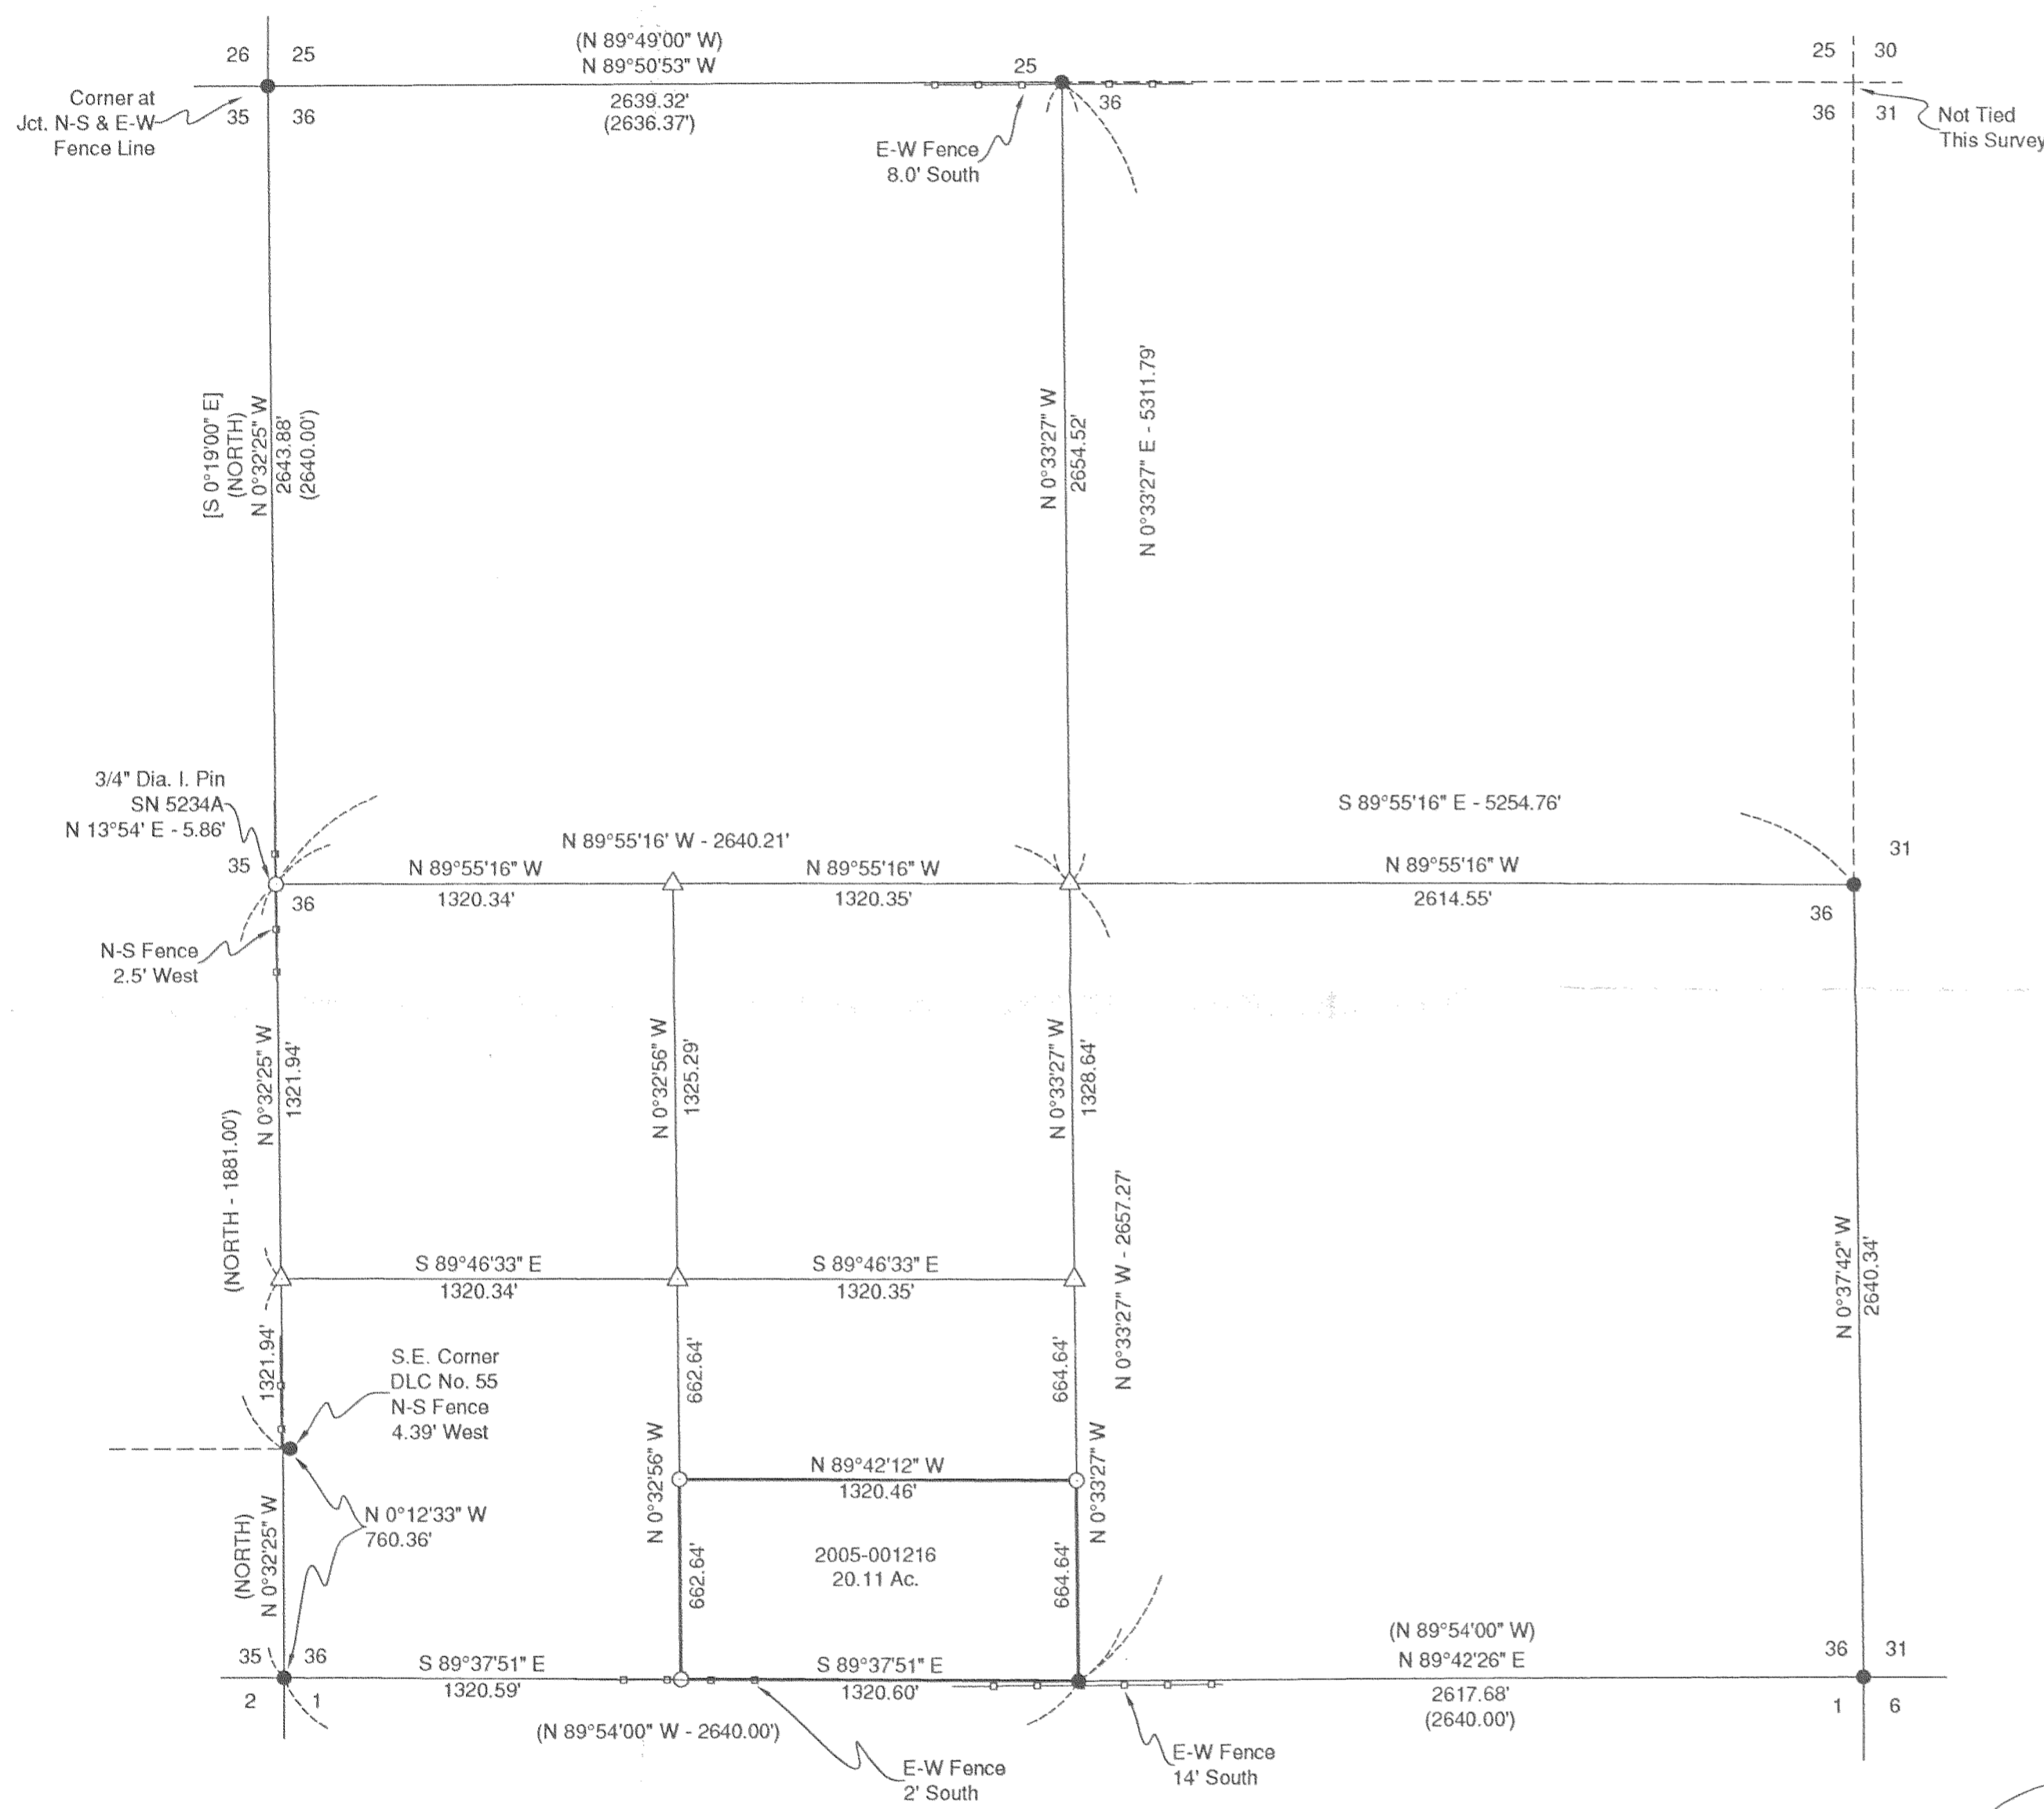 26 25
(N 89°49'00" W)
N 89°50'53" W
25
25 30
Corner at
Jct. N-S & E-W
Fence Line
35 36
2639.32'
(2636.37')
36
E-W Fence
8.0' South
36 31
Not Tied
This Survey
[S 0°19'00" E]
(NORTH)
N 0°32'25" W
2643.88'
(2640.00')
N 0°33'27" W
2654.52'
N 0°33'27" E - 5311.79'
3/4" Dia. I. Pin
SN 5234A
N 13°54' E - 5.86'
35
36
N 89°55'16' W - 2640.21'
S 89°55'16" E - 5254.76'
31
N 89°55'16" W
1320.34'
N 89°55'16" W
1320.35'
N 89°55'16" W
2614.55'
36
N-S Fence
2.5' West
N 0°32'25" W
1321.94'
N 0°32'56" W
1325.29'
N 0°33'27" W
1328.64'
(NORTH - 1881.00')
S 89°46'33" E
1320.34'
S 89°46'33" E
1320.35'
N 0°33'27" W - 2657.27'
N 0°37'42" W
2640.34'
1321.94'
S.E. Corner
DLC No. 55
N-S Fence
4.39' West
662.64'
664.64'
N 0°32'56" W
N 89°42'12" W
1320.46'
N 0°33'27" W
(NORTH)
N 0°32'25" W
N 0°12'33" W
760.36'
662.64'
2005-001216
20.11 Ac.
664.64'
35 36
2 1
S 89°37'51" E
1320.59'
S 89°37'51" E
1320.60'
(N 89°54'00" W)
N 89°42'26" E
2617.68'
(2640.00')
36 31
1 6
(N 89°54'00" W - 2640.00')
E-W Fence
2' South
E-W Fence
14' South